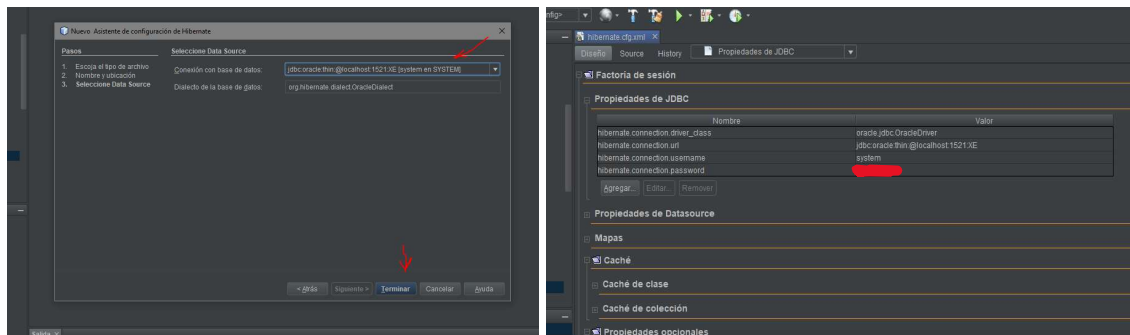 Nuevo Asistente de configuración de Hibernate
Pasos
1. Escoja el tipo de archivo
2. Nombre y ubicación
3. Seleccione Data Source
Seleccione Data Source
Conexión con base de datos: jdbc:oracle:thin:@localhost:1521:XE [system en SYSTEM]
Dialecto de la base de datos: org.hibernate.dialect.OracleDialect
< Atrás Siguiente > Terminar Cancelar Ayuda
Salida
nfig>
hibernate.cfg.xml
Diseño Source History Propiedades de JDBC
Factoría de sesión
Propiedades de JDBC
Nombre Valor
hibernate.connection.driver_class oracle.jdbc.OracleDriver
hibernate.connection.url jdbc:oracle:thin:@localhost:1521:XE
hibernate.connection.username system
hibernate.connection.password
Agregar... Editar... Remover
Propiedades de Datasource
Mapas
Caché
Caché de clase
Caché de colección
Propiedades opcionales